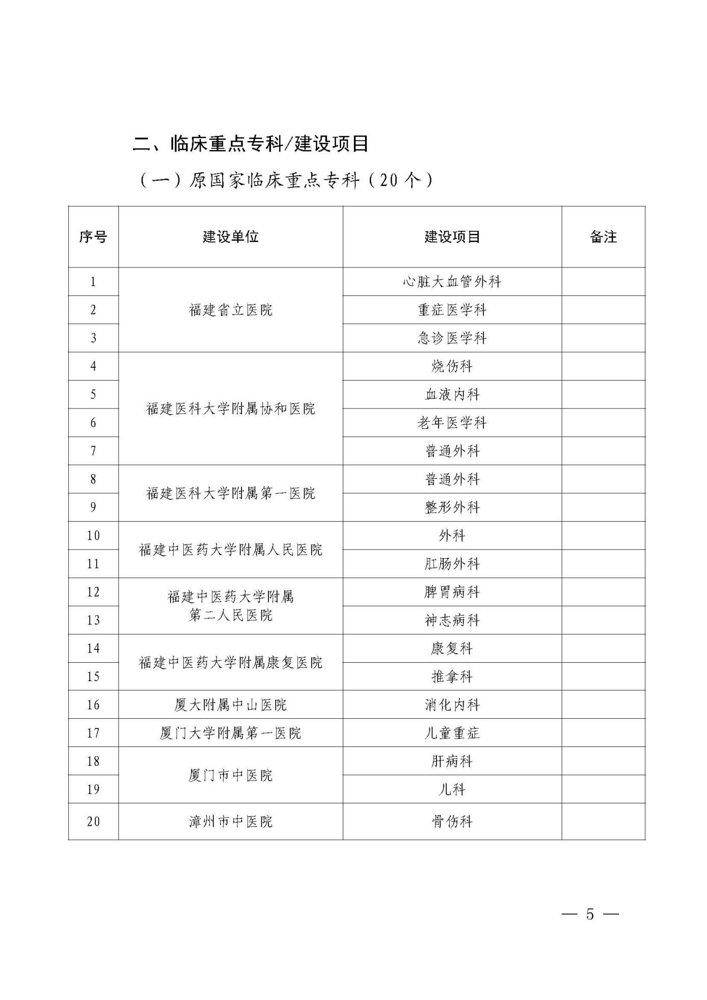 二、临床重点专科/建设项目
（一）原国家临床重点专科（20 个）
序号 建设单位 建设项目 备注
1 福建省立医院 心脏大血管外科
2 重症医学科
3 急诊医学科
4 福建医科大学附属协和医院 烧伤科
5 血液内科
6 老年医学科
7 普通外科
8 福建医科大学附属第一医院 普通外科
9 整形外科
10 福建中医药大学附属人民医院 外科
11 肛肠外科
12 福建中医药大学附属 脾胃病科
第二人民医院
13 神志病科
14 福建中医药大学附属康复医院 康复科
15 推拿科
16 厦大附属中山医院 消化内科
17 厦门大学附属第一医院 儿童重症
18 厦门市中医院 肝病科
19 儿科
20 漳州市中医院 骨伤科
— 5 —